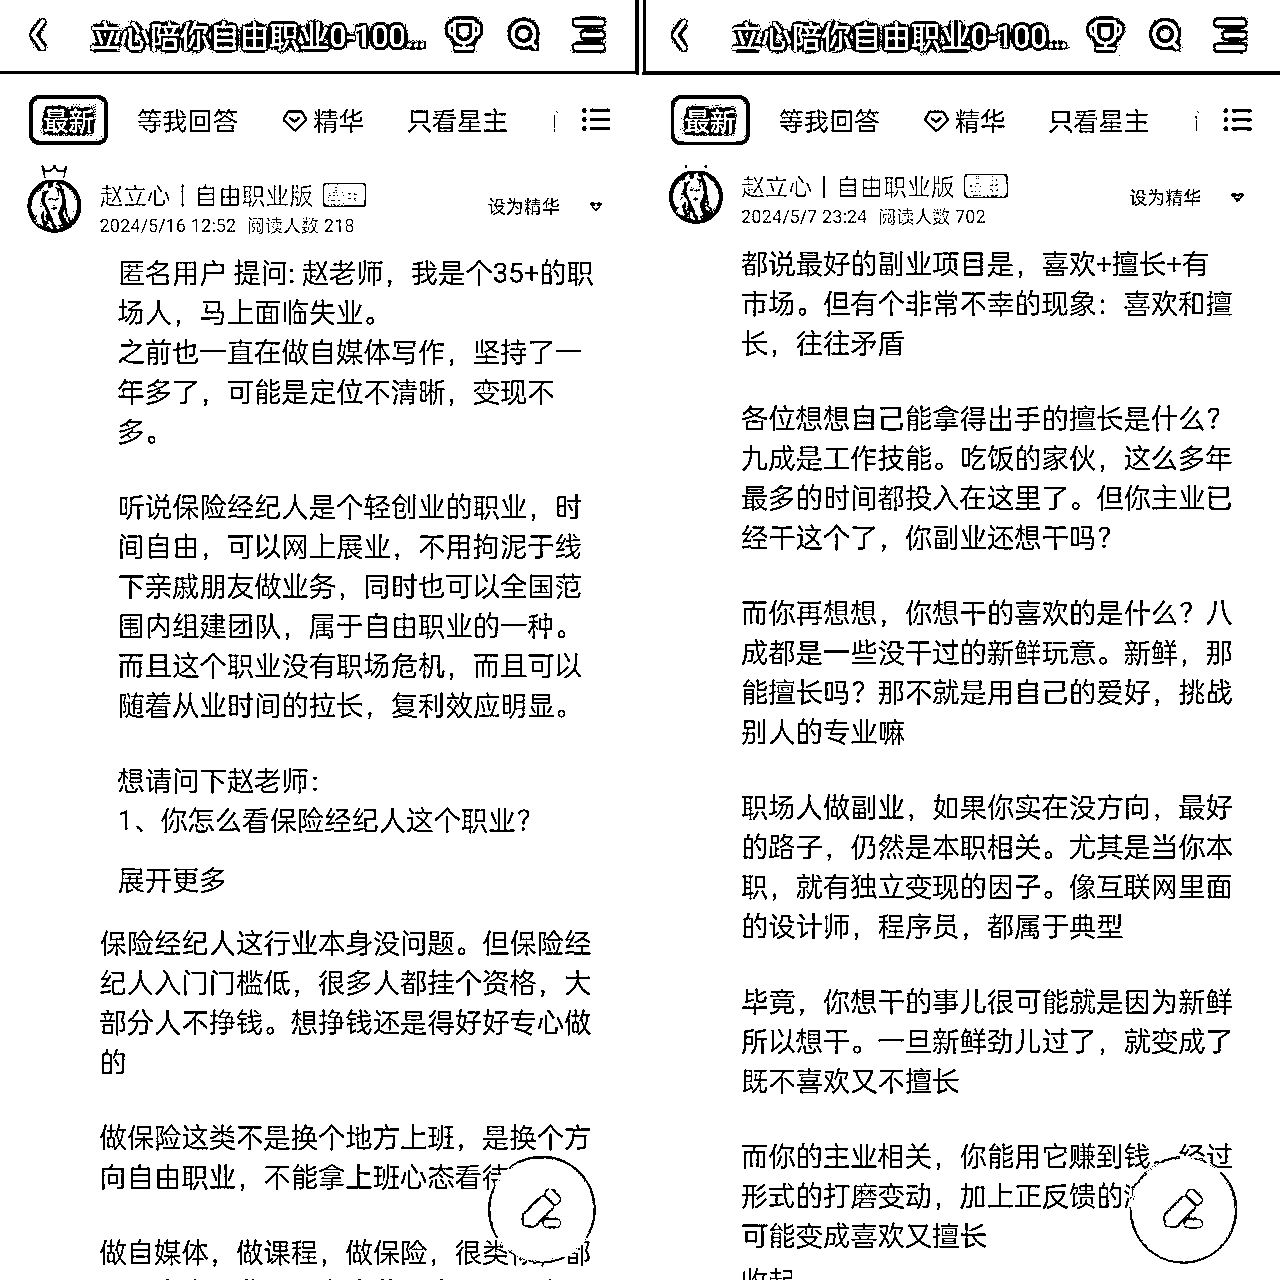 立心陪你自由职业0-100...
最新 等我回答 精华 只看星主
赵立心丨自由职业版
设为精华
2024/5/16 12:52 阅读人数 218
匿名用户 提问: 赵老师，我是个35+的职
场人，马上面临失业。
之前也一直在做自媒体写作，坚持了一
年多了，可能是定位不清晰，变现不
多。
听说保险经纪人是个轻创业的职业，时
间自由，可以网上展业，不用拘泥于线
下亲戚朋友做业务，同时也可以全国范
围内组建团队，属于自由职业的一种。
而且这个职业没有职场危机，而且可以
随着从业时间的拉长，复利效应明显。
想请问下赵老师：
1、你怎么看保险经纪人这个职业？
展开更多
保险经纪人这行业本身没问题。但保险经
纪人入门门槛低，很多人都挂个资格，大
部分人不挣钱。想挣钱还是得好好专心做
的
做保险这类不是换个地方上班，是换个方
向自由职业，不能拿上班心态看待
做自媒体，做课程，做保险，很类 都
立心陪你自由职业0-100...
最新 等我回答 精华 只看星主
赵立心丨自由职业版
设为精华
2024/5/7 23:24 阅读人数 702
都说最好的副业项目是，喜欢+擅长+有
市场。但有个非常不幸的现象：喜欢和擅
长，往往矛盾
各位想想自己能拿得出手的擅长是什么？
九成是工作技能。吃饭的家伙，这么多年
最多的时间都投入在这里了。但你主业已
经干这个了，你副业还想干吗？
而你再想想，你想干的喜欢的是什么？八
成都是一些没干过的新鲜玩意。新鲜，那
能擅长吗？那不就是用自己的爱好，挑战
别人的专业嘛
职场人做副业，如果你实在没方向，最好
的路子，仍然是本职相关。尤其是当你本
职，就有独立变现的因子。像互联网里面
的设计师，程序员，都属于典型
毕竟，你想干的事儿很可能就是因为新鲜
所以想干。一旦新鲜劲儿过了，就变成了
既不喜欢又不擅长
而你的主业相关，你能用它赚到钱，经过
形式的打磨变动，加上正反馈的
可能变成喜欢又擅长
收起